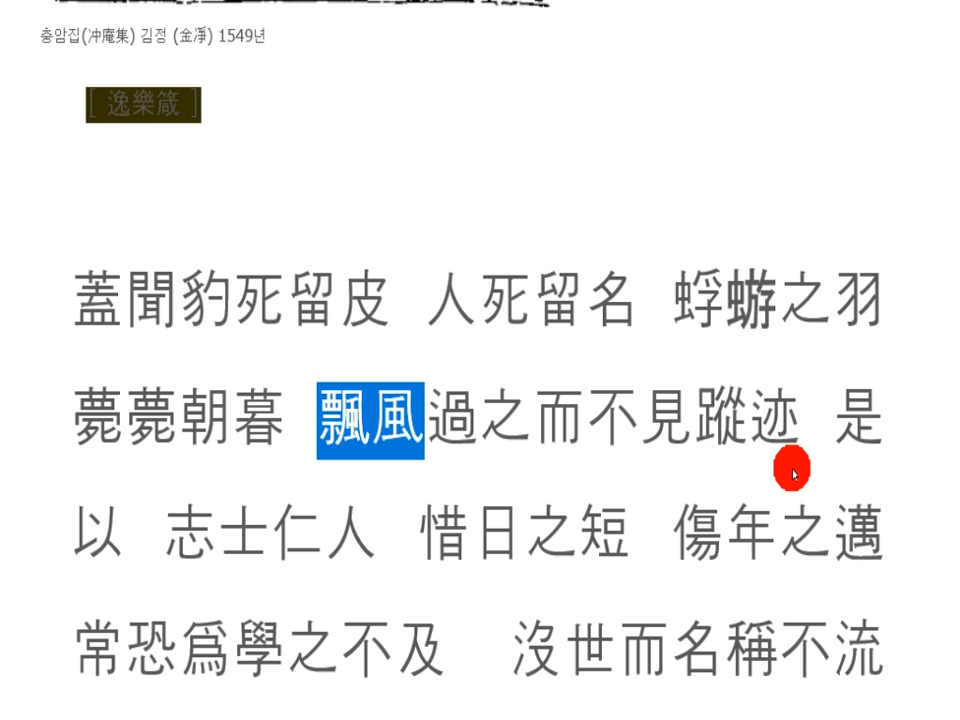 충암집(冲庵集) 김정 (金淨) 1549년
[ 逸樂箴 ]
蓋聞豹死留皮 人死留名 蜉蝣之羽
薨薨朝暮 飄風過之而不見蹤迹 是
以 志士仁人 惜日之短 傷年之邁
常恐爲學之不及 沒世而名稱不流